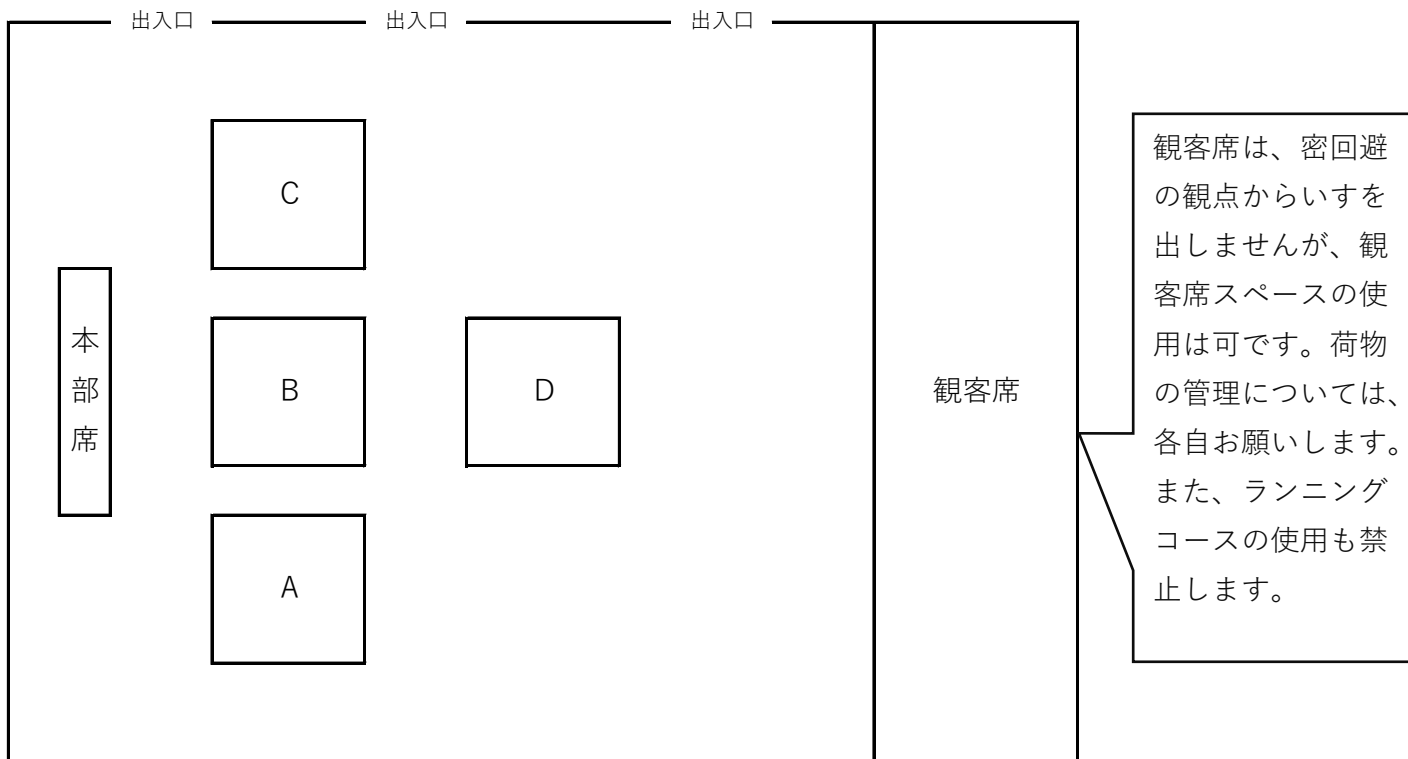 出入口 出入口 出入口
C
本部席
B
D
A
観客席
観客席は、密回避
の観点からいすを
出しませんが、観
客席スペースの使
用は可です。荷物
の管理については、
各自お願いします。
また、ランニング
コースの使用も禁
止します。